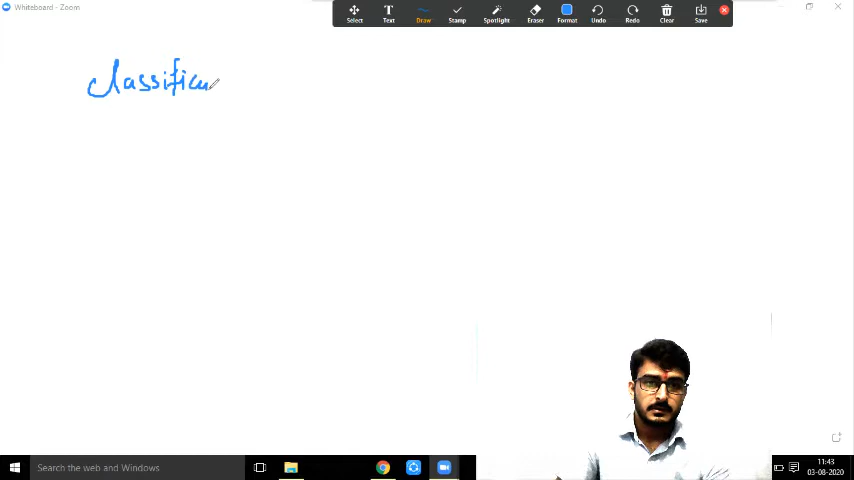 Whiteboard - Zoom
Select Text Draw Stamp Spotlight Eraser Format Undo Redo Clear Save
Classifica
Search the web and Windows
11:43
03-08-2020